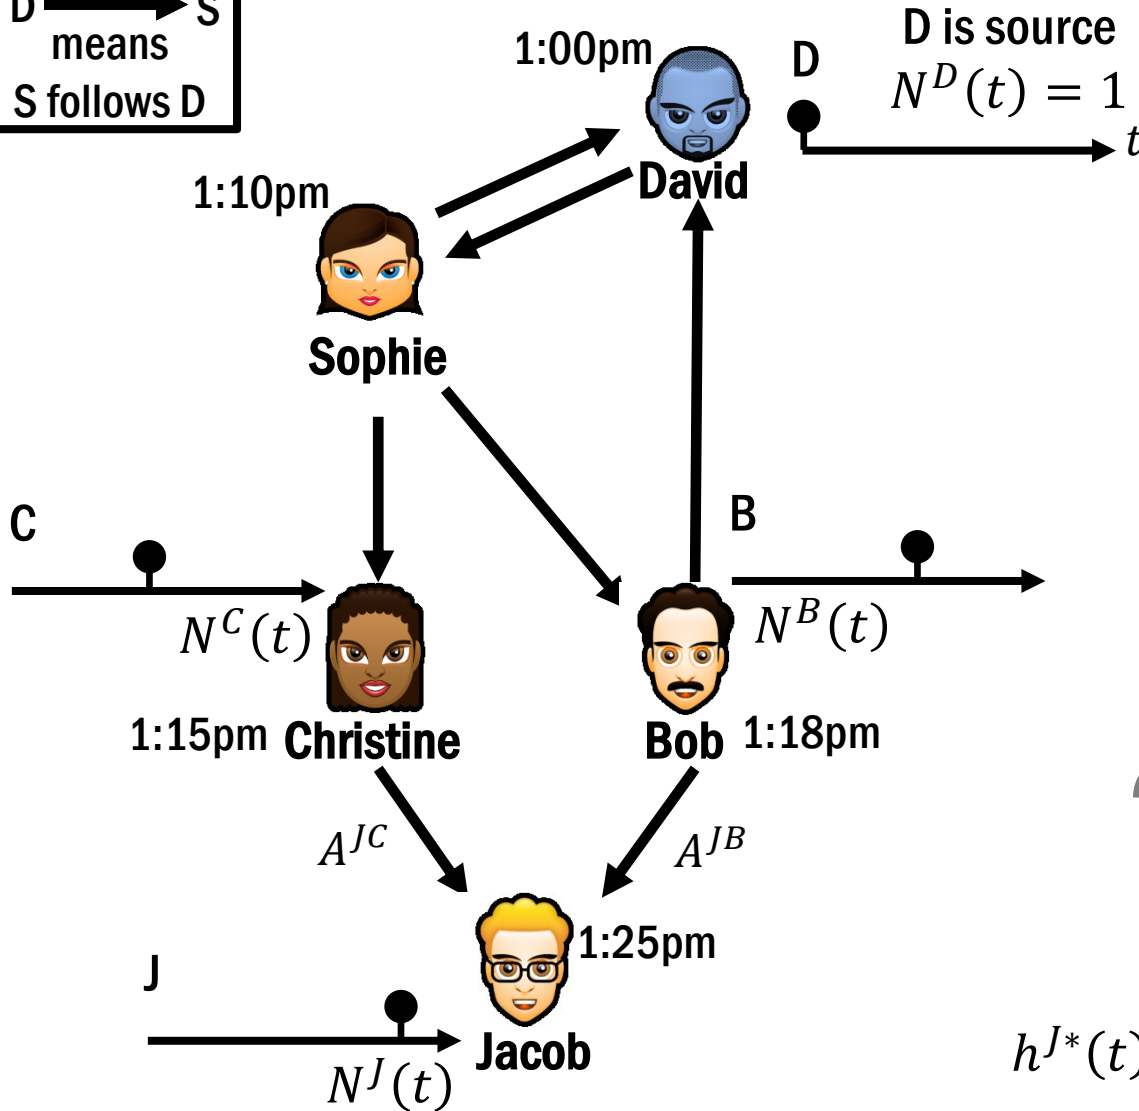 D S
means
S follows D
1:00pm
D
D is source
N^D(t) = 1
t
David
1:10pm
Sophie
C
N^C(t)
1:15pm Christine
B
N^B(t)
Bob 1:18pm
A^{JC}
A^{JB}
1:25pm
J
N^J(t)
Jacob
h^{J*}(t)